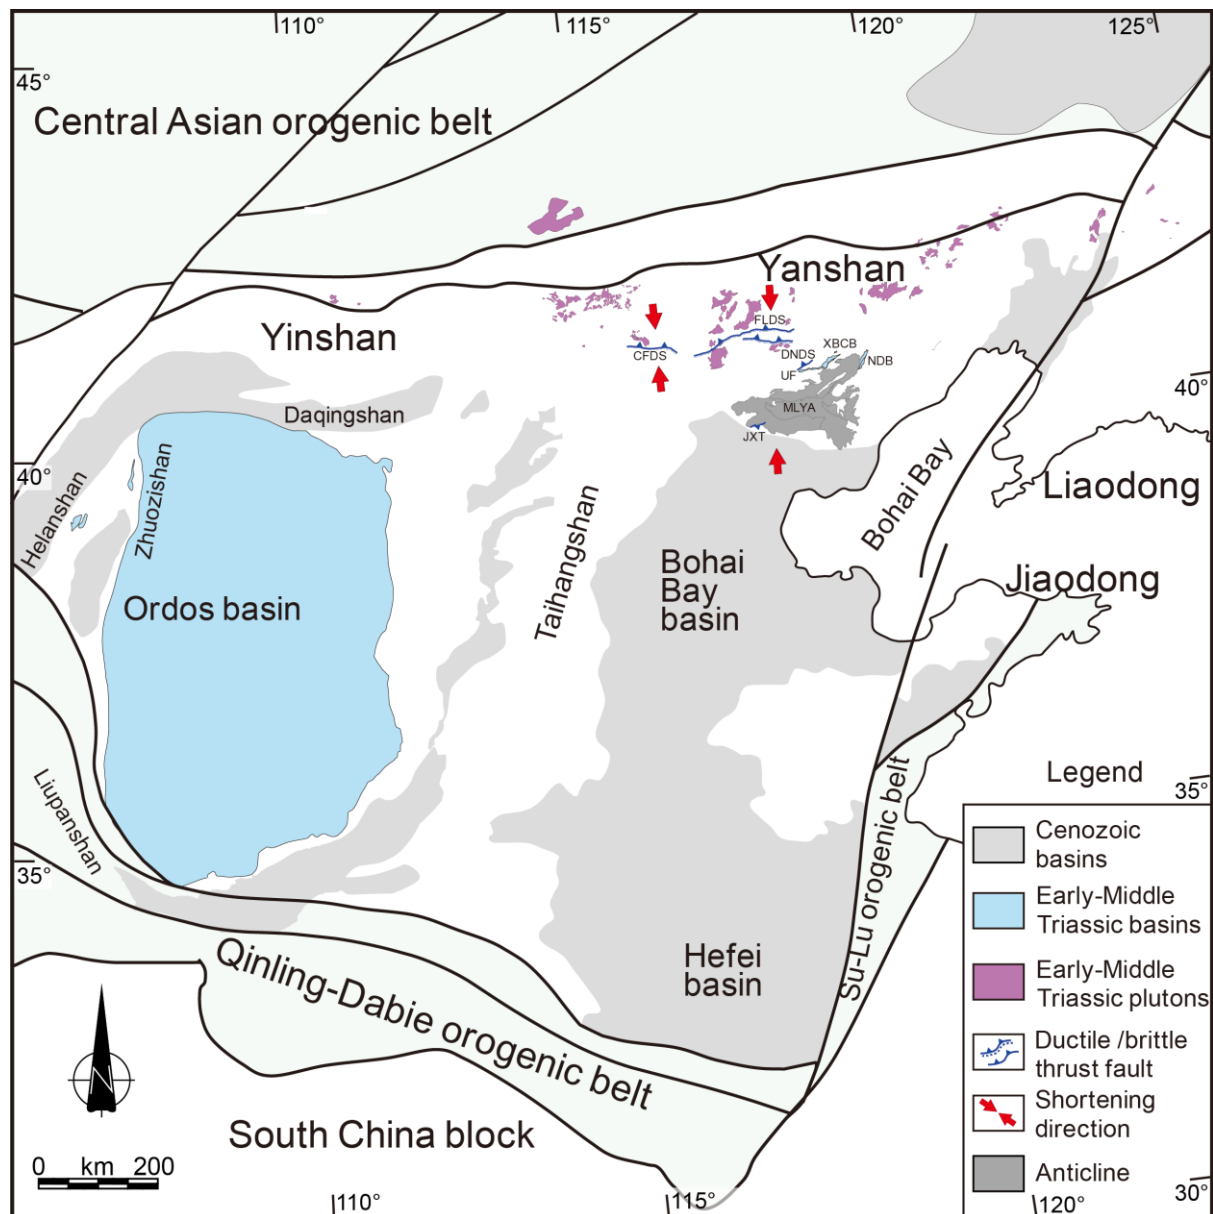 110°
115°
120°
125°
45°
Central Asian orogenic belt
Yanshan
Yinshan
FLDS
CFDS
XBCB
DNDS
NDB
UF
40°
MLYA
JXT
Daqingshan
40°
Zhuozishan
Helanshan
Taihangshan
Bohai Bay
Liaodong
Bohai
Bay
basin
Jiaodong
Ordos basin
Liupanshan
Su-Lu orogenic belt
35°
35°
Hefei
basin
Qinling-Dabie orogenic belt
South China block
0 km 200
110°
115°
120°
30°
Legend
Cenozoic
basins
Early-Middle
Triassic basins
Early-Middle
Triassic plutons
Ductile /brittle
thrust fault
Shortening
direction
Anticline